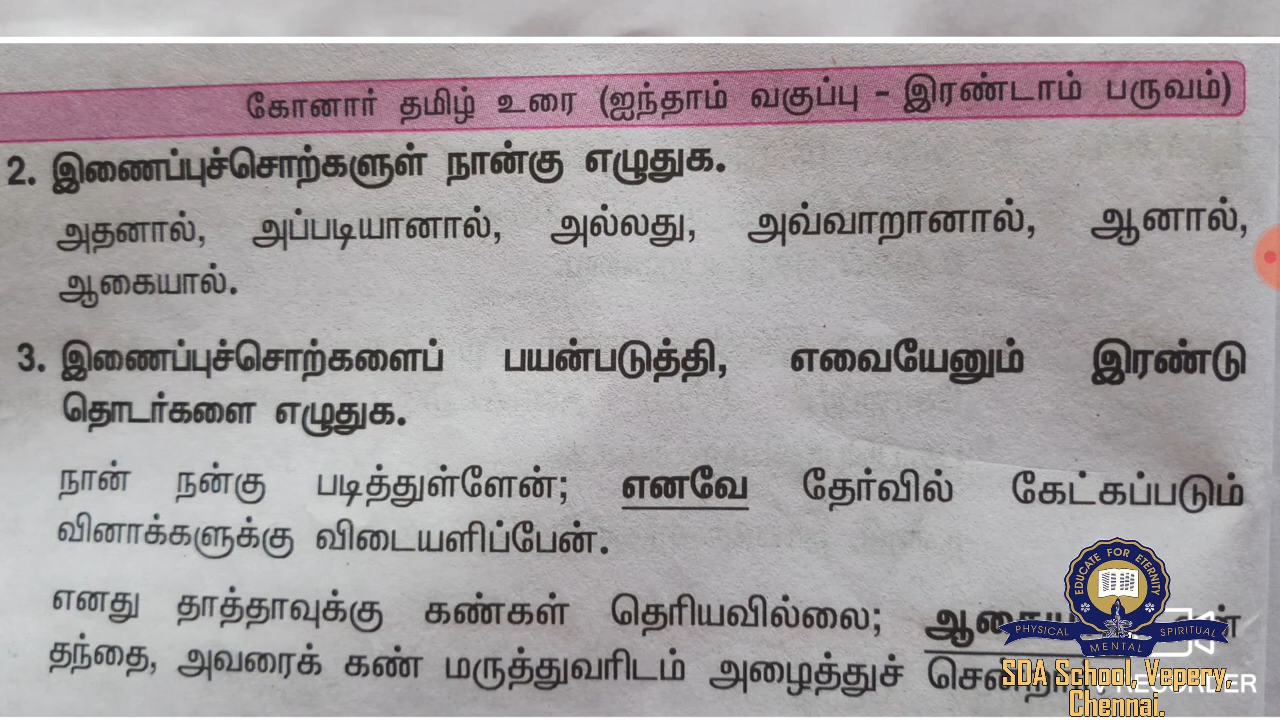 கோனார் தமிழ் உரை (ஐந்தாம் வகுப்பு - இரண்டாம் பருவம்)
2. இணைப்புச்சொற்களுள் நான்கு எழுதுக.
அதனால், அப்படியானால், அல்லது, அவ்வாறானால், ஆனால்,
ஆகையால்.
3. இணைப்புச்சொற்களைப் பயன்படுத்தி, எவையேனும் இரண்டு
தொடர்களை எழுதுக.
நான் நன்கு படித்துள்ளேன்; எனவே தேர்வில் கேட்கப்படும்
வினாக்களுக்கு விடையளிப்பேன்.
எனது தாத்தாவுக்கு கண்கள் தெரியவில்லை;
தந்தை, அவரைக் கண் மருத்துவரிடம் அழைத்துச்
EDUCATE FOR ETERNITY
PHYSICAL MENTAL SPIRITUAL
SDA School, Vepery,
Chennai.
RECORDER